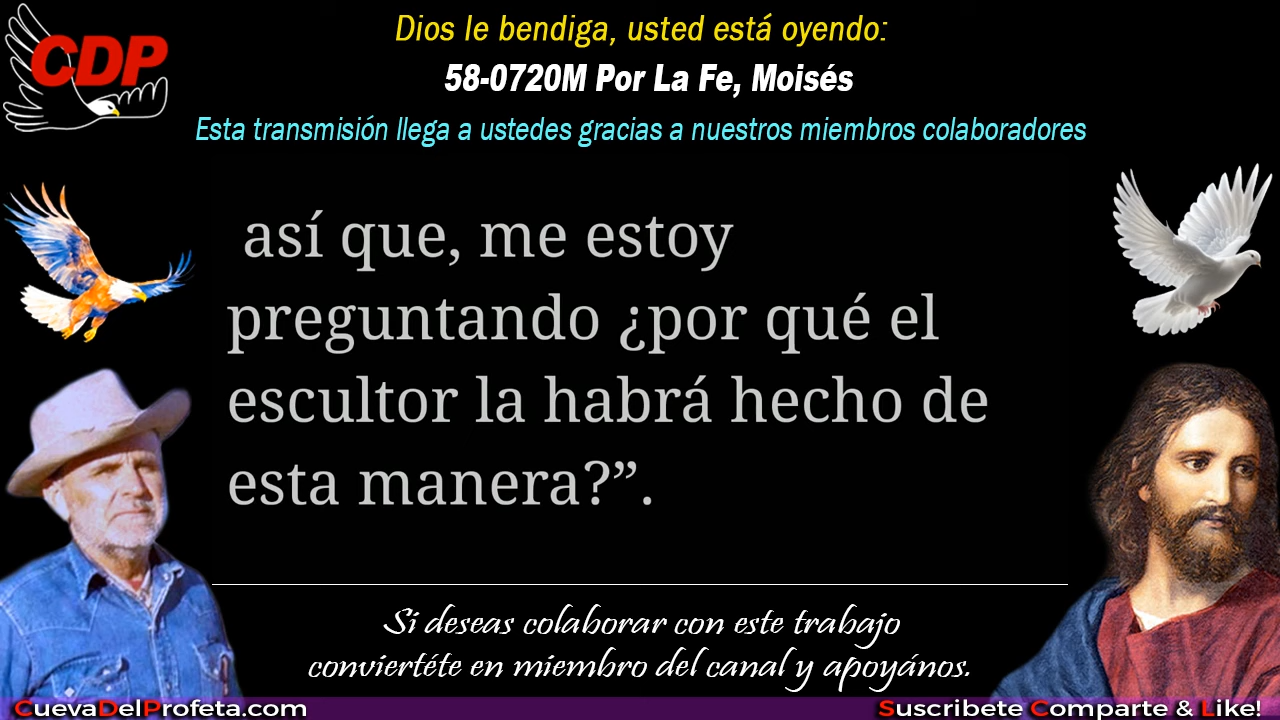 CDP
Dios le bendiga, usted está oyendo:
58-0720M Por La Fe, Moisés
Esta transmisión llega a ustedes gracias a nuestros miembros colaboradores
así que, me estoy
preguntando ¿por qué el
escultor la habrá hecho de
esta manera?”.
Si deseas colaborar con este trabajo
conviertéte en miembro del canal y apoyános.
CuevaDelProfeta.com
Suscribete Comparte & Like!